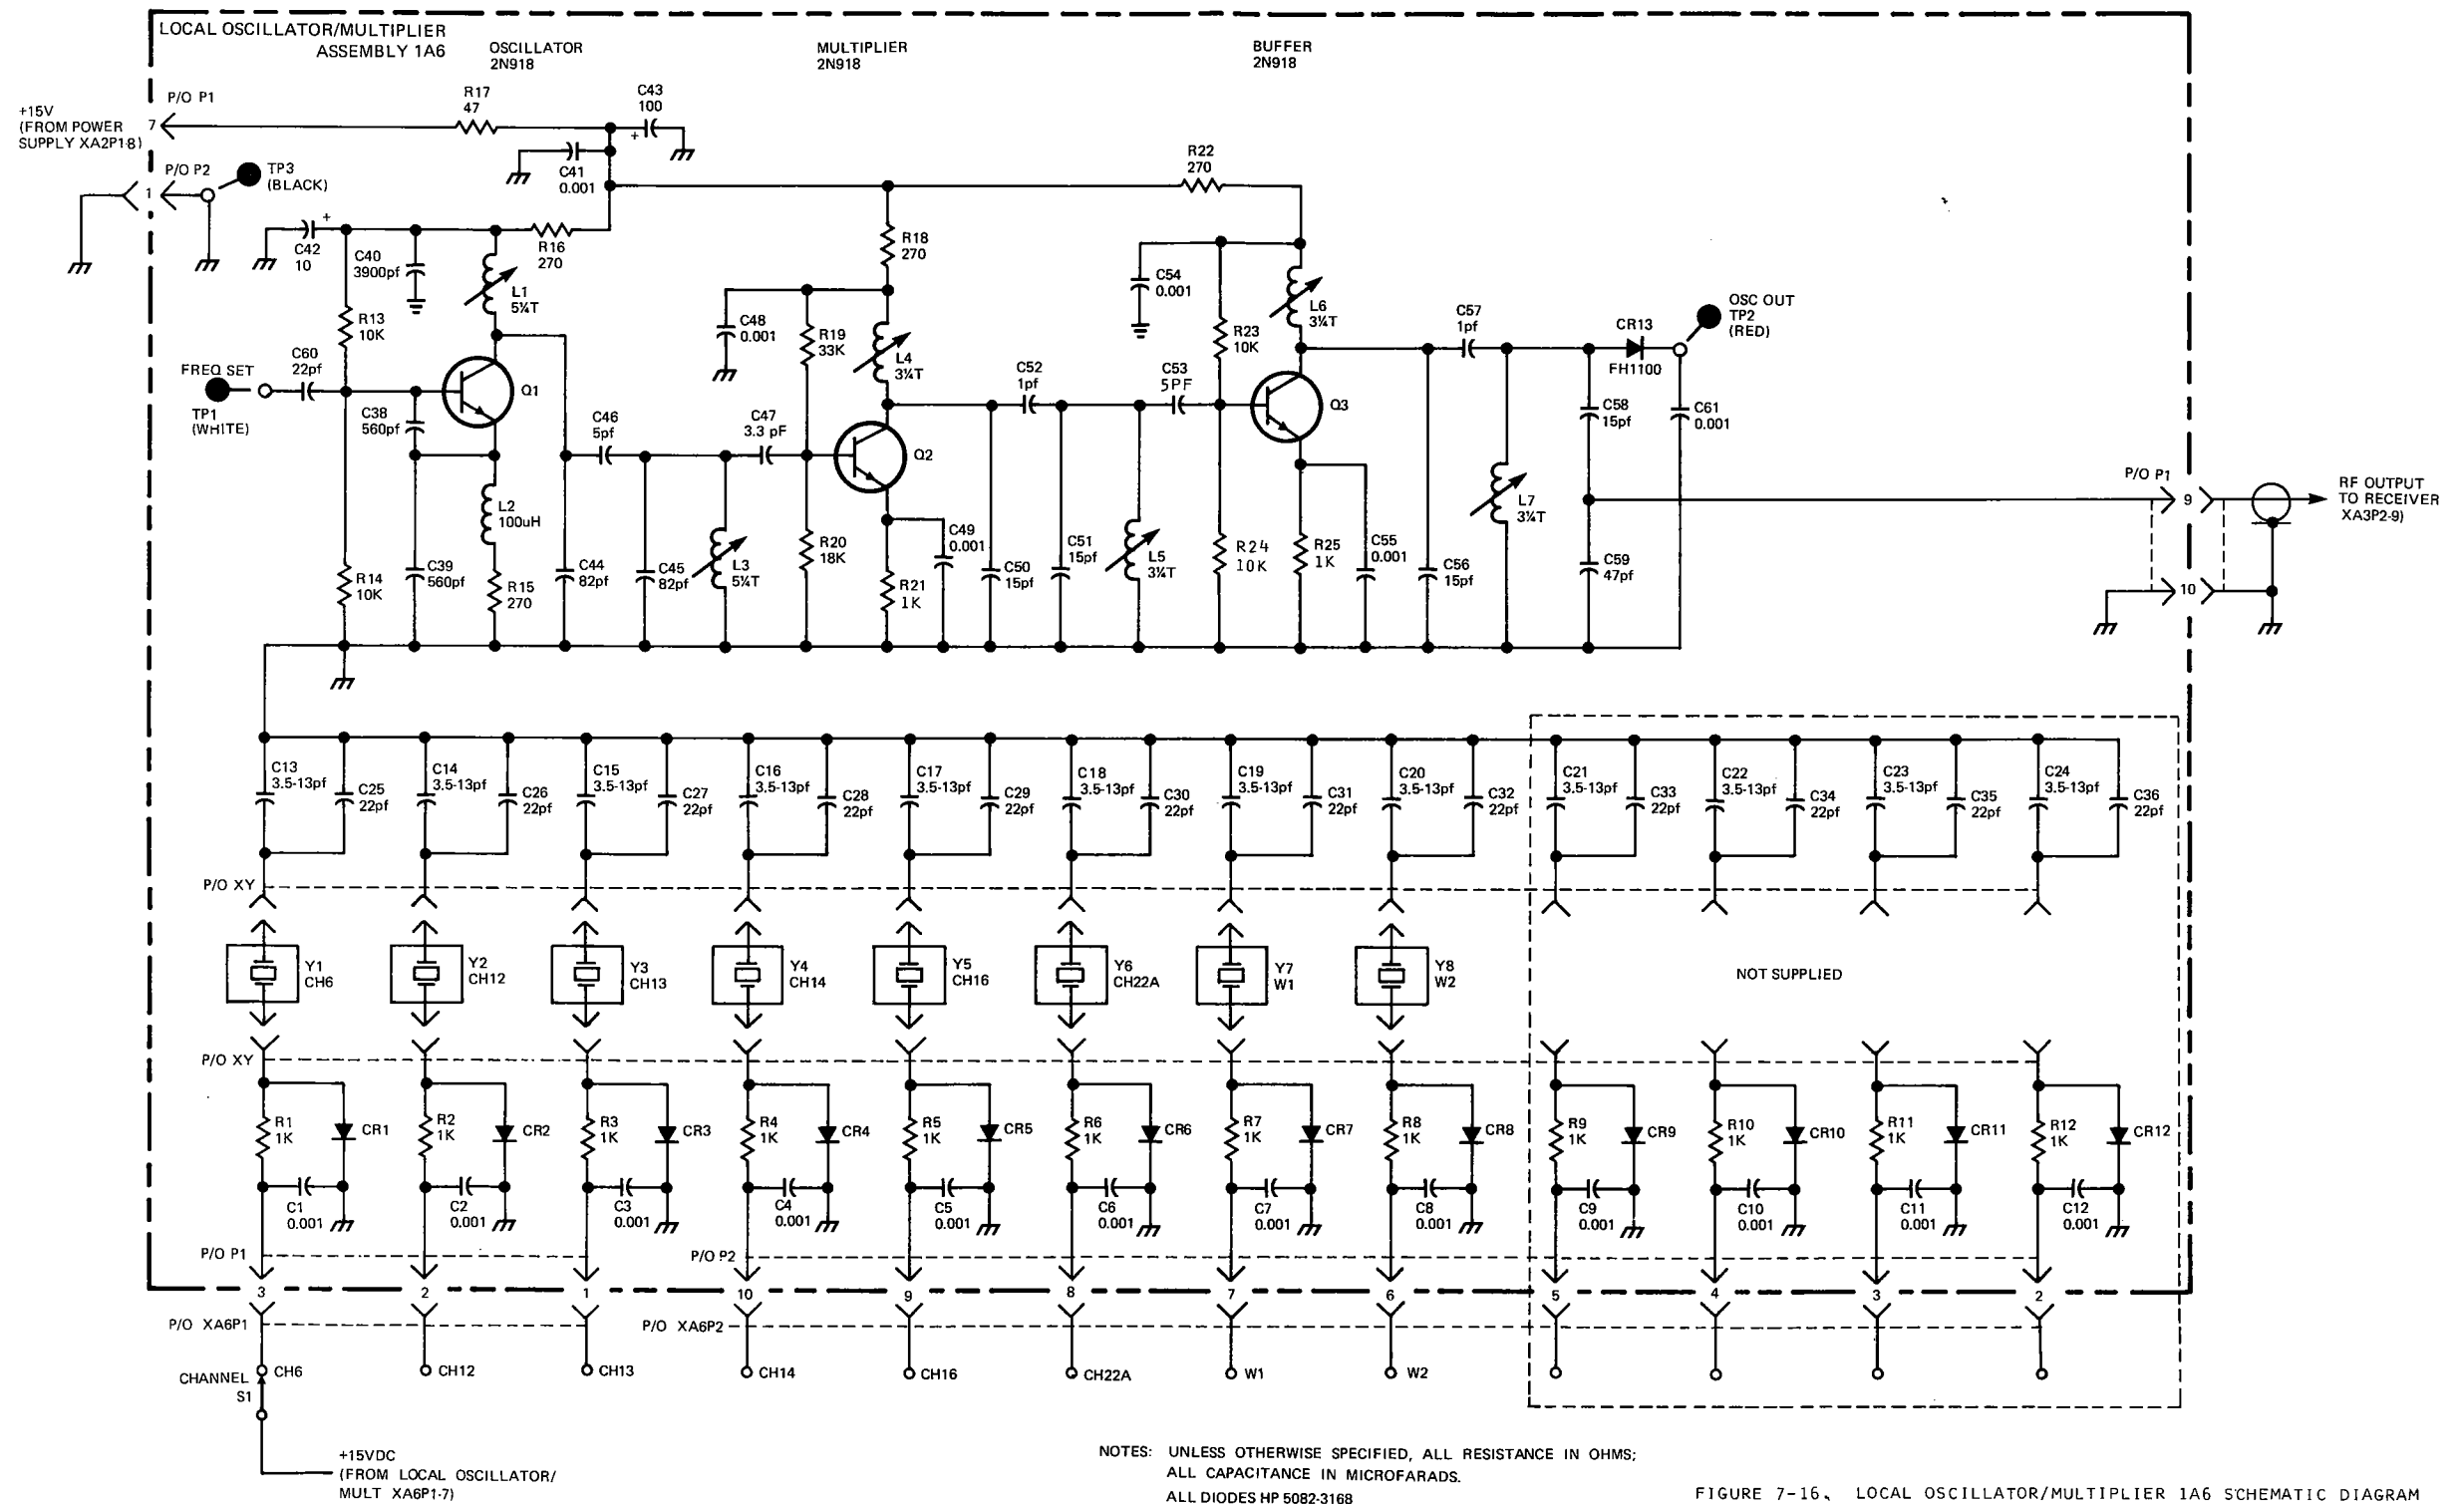 LOCAL OSCILLATOR/MULTIPLIER
ASSEMBLY 1A6
OSCILLATOR
2N918
MULTIPLIER
2N918
BUFFER
2N918
+15V
(FROM POWER
SUPPLY XA2P1-8)
7
P/O P1
R17
47
C43
100
+
C41
0.001
1
P/O P2
TP3
(BLACK)
R22
270
C42
10
+
C40
3900pf
R16
270
L1
5¼T
R13
10K
R18
270
C48
0.001
R19
33K
L4
3¼T
C54
0.001
R23
10K
L6
3¼T
C57
1pf
CR13
FH1100
OSC OUT
TP2
(RED)
FREQ SET
TP1
(WHITE)
C60
22pf
C38
560pf
Q1
C46
5pf
C47
3.3 pF
Q2
C52
1pf
C53
5PF
Q3
C58
15pf
C61
0.001
L2
100uH
R14
10K
C39
560pf
R15
270
C44
82pf
C45
82pf
L3
5¼T
R20
18K
R21
1K
C49
0.001
C50
15pf
C51
15pf
L5
3¼T
R24
10K
R25
1K
C55
0.001
C56
15pf
L7
3¼T
C59
47pf
P/O P1
9
10
RF OUTPUT
TO RECEIVER
XA3P2-9)
C13
3.5-13pf
C25
22pf
C14
3.5-13pf
C26
22pf
C15
3.5-13pf
C27
22pf
C16
3.5-13pf
C28
22pf
C17
3.5-13pf
C29
22pf
C18
3.5-13pf
C30
22pf
C19
3.5-13pf
C31
22pf
C20
3.5-13pf
C32
22pf
C21
3.5-13pf
C33
22pf
C22
3.5-13pf
C34
22pf
C23
3.5-13pf
C35
22pf
C24
3.5-13pf
C36
22pf
P/O XY
Y1
CH6
Y2
CH12
Y3
CH13
Y4
CH14
Y5
CH16
Y6
CH22A
Y7
W1
Y8
W2
NOT SUPPLIED
P/O XY
R1
1K
CR1
R2
1K
CR2
R3
1K
CR3
R4
1K
CR4
R5
1K
CR5
R6
1K
CR6
R7
1K
CR7
R8
1K
CR8
R9
1K
CR9
R10
1K
CR10
R11
1K
CR11
R12
1K
CR12
C1
0.001
C2
0.001
C3
0.001
C4
0.001
C5
0.001
C6
0.001
C7
0.001
C8
0.001
C9
0.001
C10
0.001
C11
0.001
C12
0.001
P/O P1
P/O P2
3 2 1 10 9 8 7 6 5 4 3 2
P/O XA6P1
P/O XA6P2
CHANNEL
S1
CH6
CH12
CH13
CH14
CH16
CH22A
W1
W2
+15VDC
(FROM LOCAL OSCILLATOR/
MULT XA6P1-7)
NOTES: UNLESS OTHERWISE SPECIFIED, ALL RESISTANCE IN OHMS;
ALL CAPACITANCE IN MICROFARADS.
ALL DIODES HP 5082-3168
FIGURE 7-16. LOCAL OSCILLATOR/MULTIPLIER 1A6 SCHEMATIC DIAGRAM